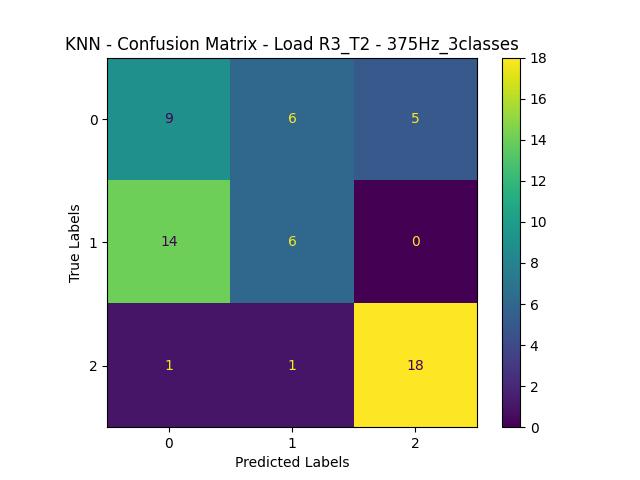 KNN - Confusion Matrix - Load R3_T2 - 375Hz_3classes
True Labels
0 9 6 5
1 14 6 0
2 1 1 18
0 1 2
Predicted Labels
18
16
14
12
10
8
6
4
2
0